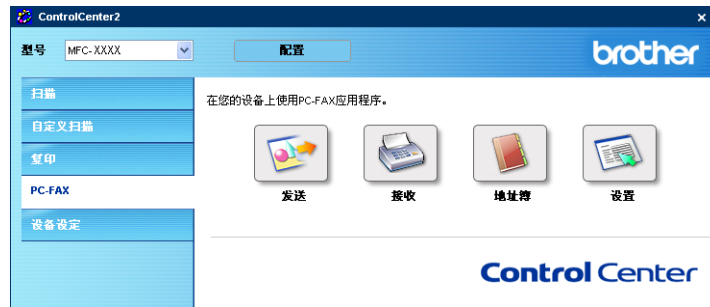 ControlCenter2
型号 MFC-XXXX 配置
brother
扫描
自定义扫描
复印
PC-FAX
设备设定
在您的设备上使用PC-FAX应用程序。
发送 接收 地址簿 设置
Control Center